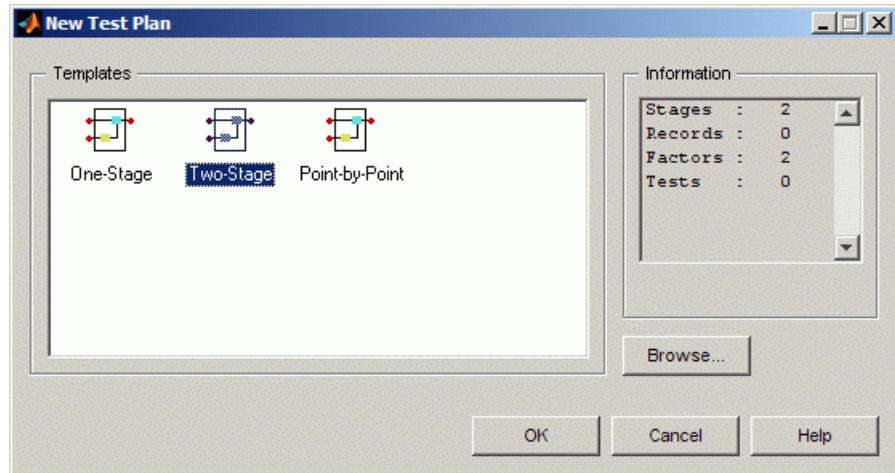 New Test Plan
Templates
One-Stage
Two-Stage
Point-by-Point
Information
Stages : 2
Records : 0
Factors : 2
Tests : 0
Browse...
OK
Cancel
Help